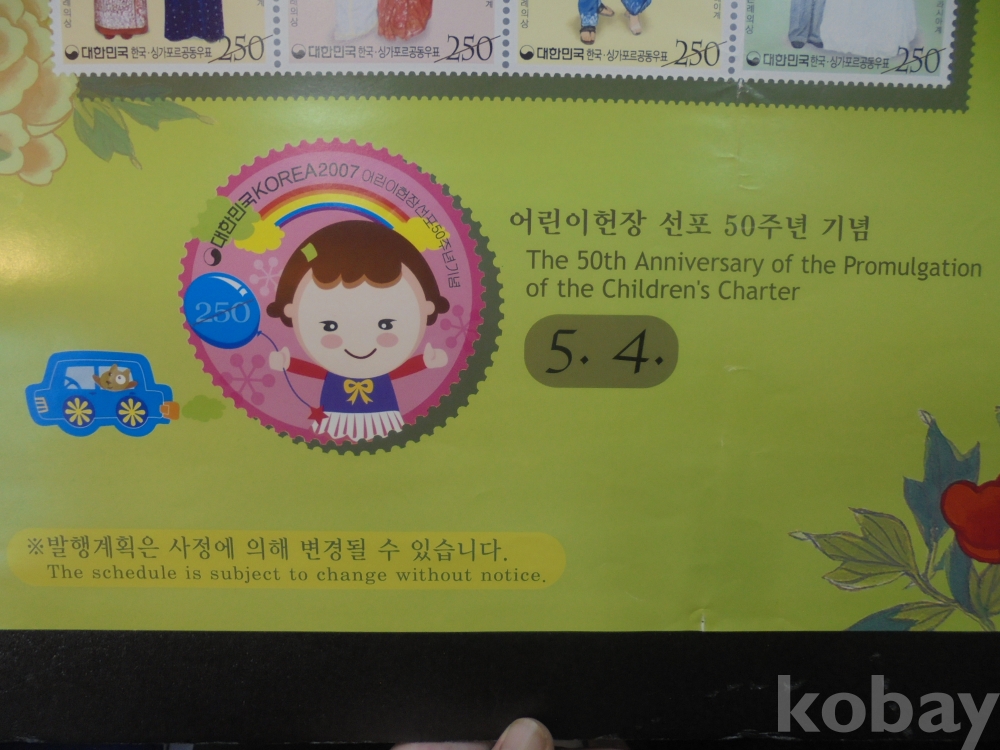 대한민국 한국·싱가포르공동우표 250
대한민국 한국·싱가포르공동우표 250
대한민국 한국·싱가포르공동우표 250
대한민국 한국·싱가포르공동우표 250
대한민국 KOREA 2007 어린이헌장 선포 50주년 기념
250
어린이헌장 선포 50주년 기념
The 50th Anniversary of the Promulgation
of the Children's Charter
5. 4.
※발행계획은 사정에 의해 변경될 수 있습니다.
The schedule is subject to change without notice.
kobay